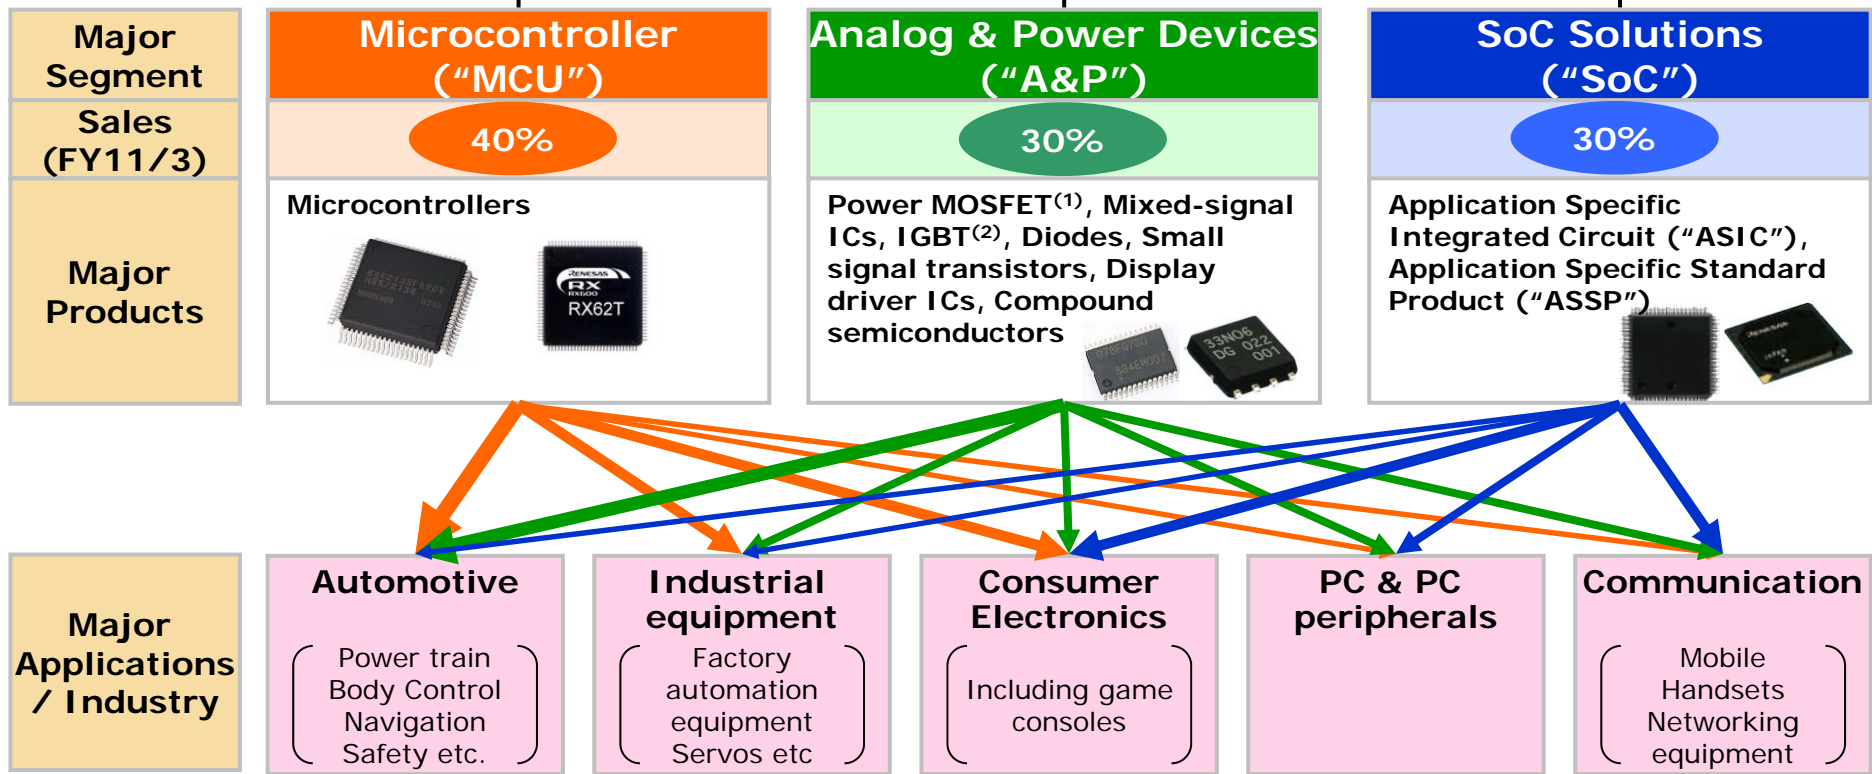 Major
Segment
Microcontroller
(“MCU”)
Analog & Power Devices
(“A&P”)
SoC Solutions
(“SoC”)
Sales
(FY11/3)
40%
30%
30%
Major
Products
Microcontrollers
RENESAS
RX
RX600
RX62T
Power MOSFET(1), Mixed-signal
ICs, IGBT(2), Diodes, Small
signal transistors, Display
driver ICs, Compound
semiconductors
33N06
DG 022
001
Application Specific
Integrated Circuit (“ASIC”),
Application Specific Standard
Product (“ASSP”)
Major
Applications
/ Industry
Automotive
Power train
Body Control
Navigation
Safety etc.
Industrial
equipment
Factory
automation
equipment
Servos etc
Consumer
Electronics
Including game
consoles
PC & PC
peripherals
Communication
Mobile
Handsets
Networking
equipment